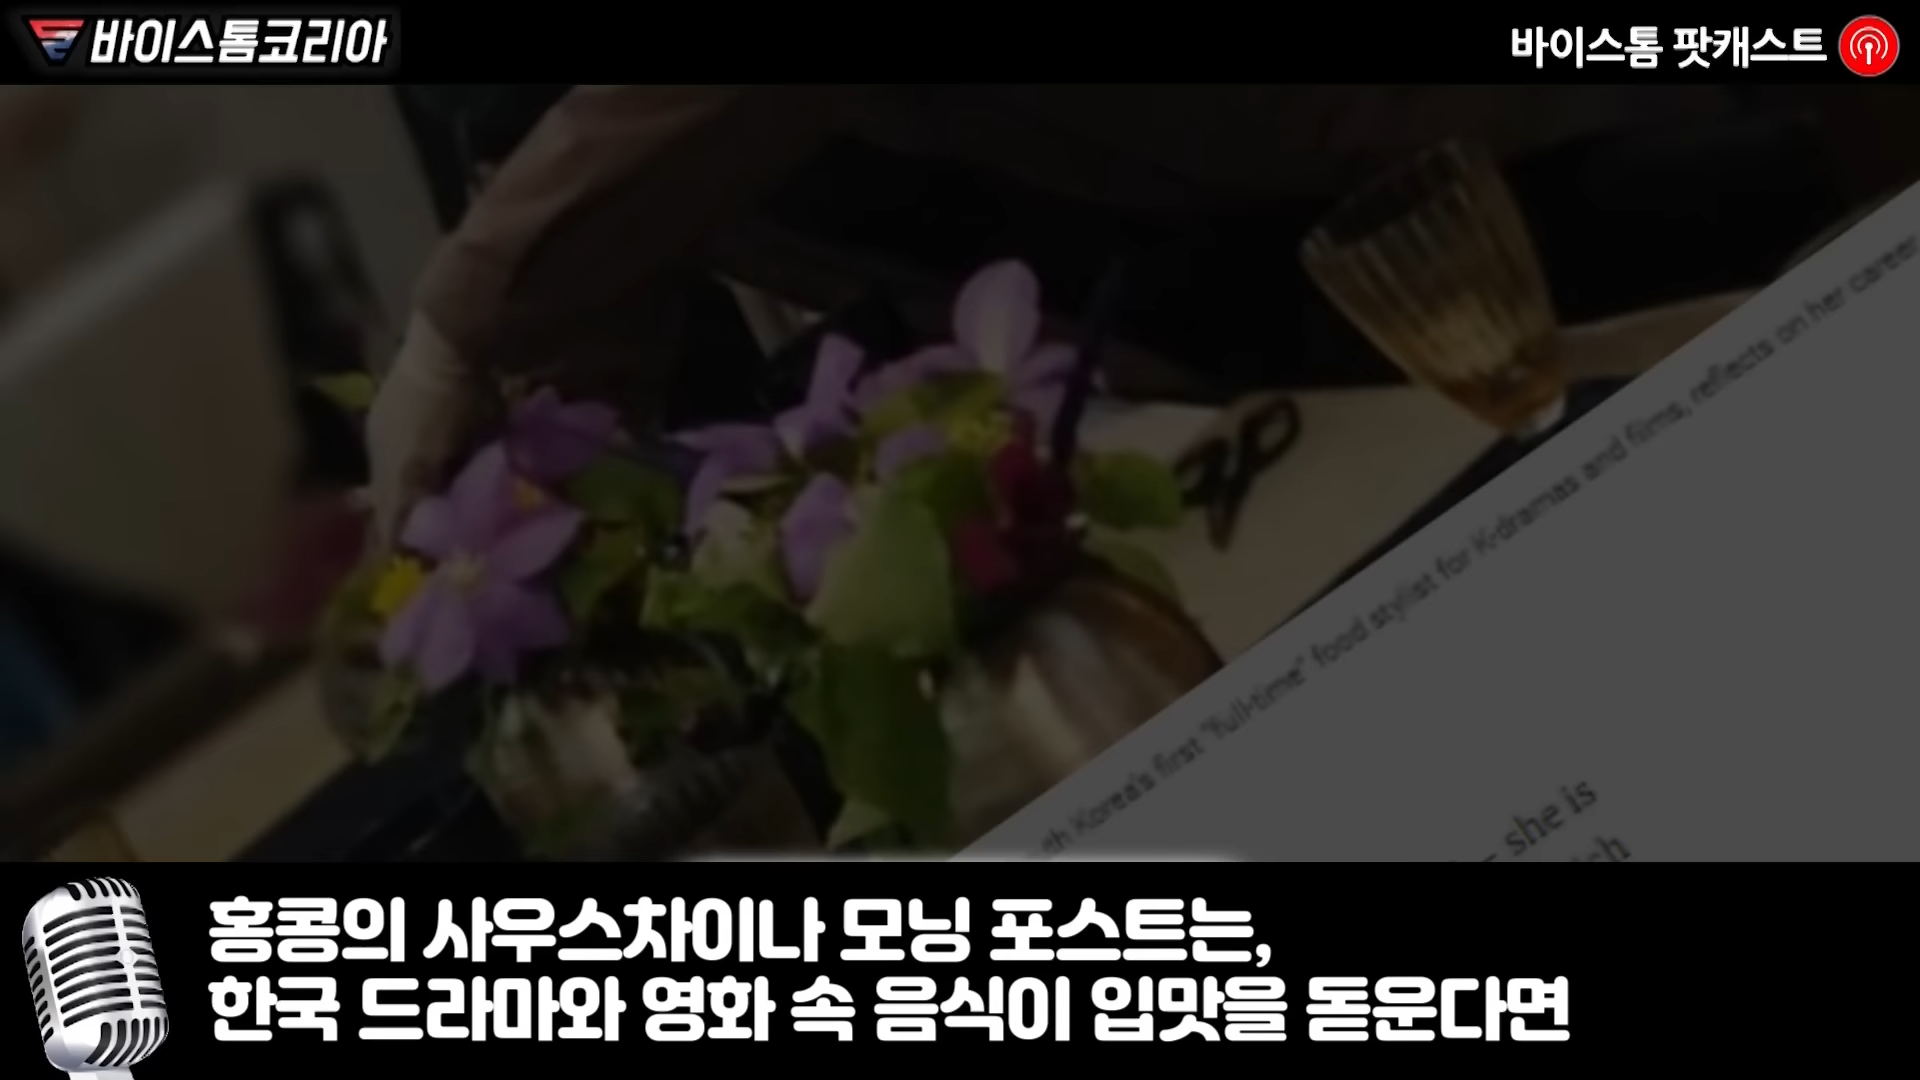 바이스톰코리아
바이스톰 팟캐스트
Korea's first "full-time" food stylist for K-dramas and films, reflects on her career
she is
홍콩의 사우스차이나 모닝 포스트는,
한국 드라마와 영화 속 음식이 입맛을 돋운다면